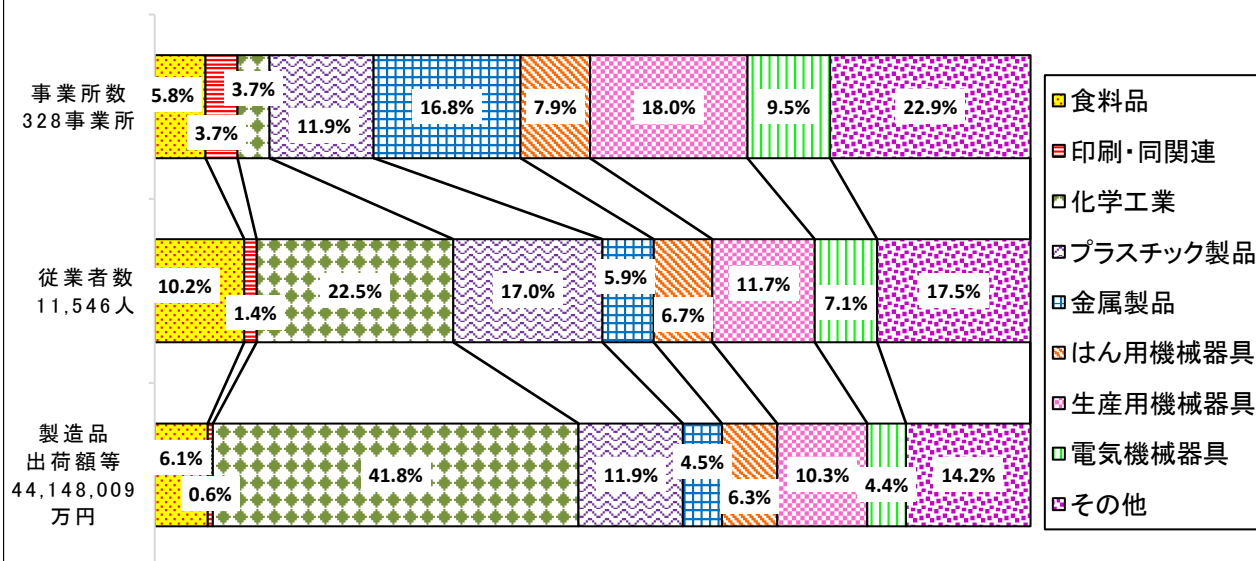 事業所数
328事業所
5.8%
3.7%
3.7%
11.9%
16.8%
7.9%
18.0%
9.5%
22.9%
従業者数
11,546人
10.2%
1.4%
22.5%
17.0%
5.9%
6.7%
11.7%
7.1%
17.5%
製造品
出荷額等
44,148,009
万円
6.1%
0.6%
41.8%
11.9%
4.5%
6.3%
10.3%
4.4%
14.2%
食料品
印刷・同関連
化学工業
プラスチック製品
金属製品
はん用機械器具
生産用機械器具
電気機械器具
その他